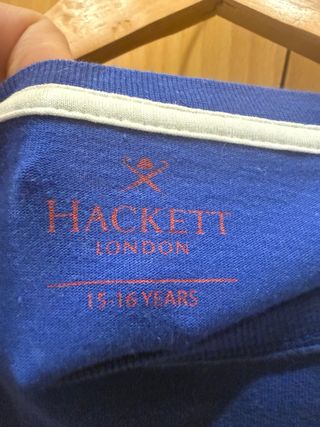 HACKETT
LONDON
15-16 YEARS